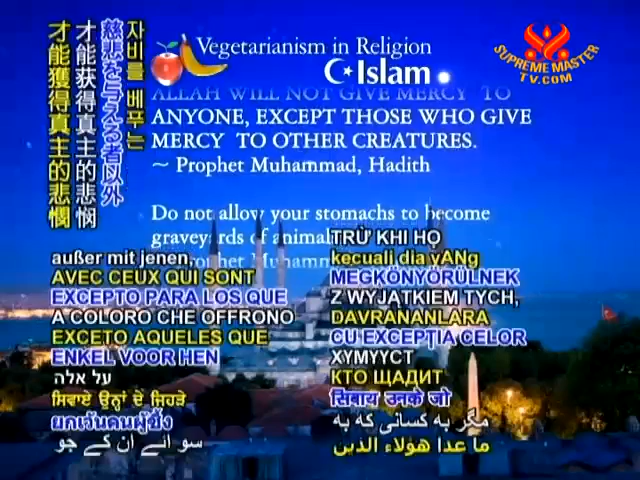 Vegetarianism in Religion
Islam
SUPREME MASTER
TV.COM
ALLAH WILL NOT GIVE MERCY TO
ANYONE, EXCEPT THOSE WHO GIVE
MERCY TO OTHER CREATURES.
~ Prophet Muhammad, Hadith
Do not allow your stomachs to become
graveyards of animal
Prophet Muham
才能獲得真主的悲憫
才能获得真主的悲悯
慈悲を与える者以外
자비를 베푸는
außer mit jenen,
AVEC CEUX QUI SONT
EXCEPTO PARA LOS QUE
A COLORO CHE OFFRONO
EXCETO AQUELES QUE
ENKEL VOOR HEN
על אלה
ਸਿਵਾਏ ਉਨ੍ਹਾਂ ਦੇ ਜਿਹੜੇ
ยกเว้นคนผู้ซึ่ง
سوائے ان کے جو
TRỪ KHI HỌ
kecuali dia yANg
MEGKÖNYÖRÜLNEK
Z WYJĄTKIEM TYCH,
DAVRANANLARA
CU EXCEPŢIA CELOR
ХҮМҮҮСТ
КТО ЩАДИТ
सिवाय उनके जो
مگر به کسانی که به
ما عدا هؤلاء الذين